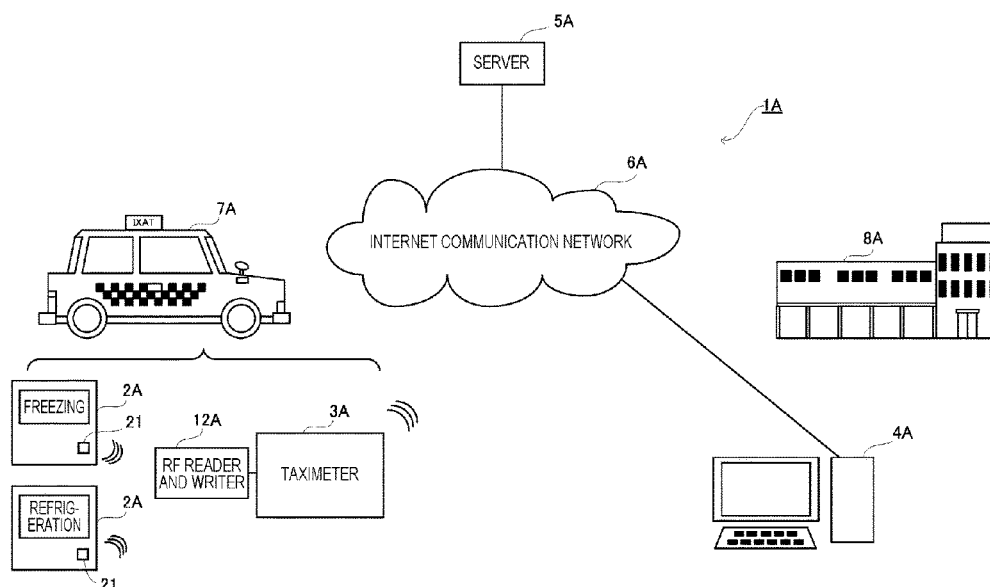 5A
SERVER
1A
6A
INTERNET COMMUNICATION NETWORK
7A
IXAT
8A
2A
FREEZING
21
12A
3A
RF READER
AND WRITER
TAXIMETER
4A
2A
REFRIG-
ERATION
21